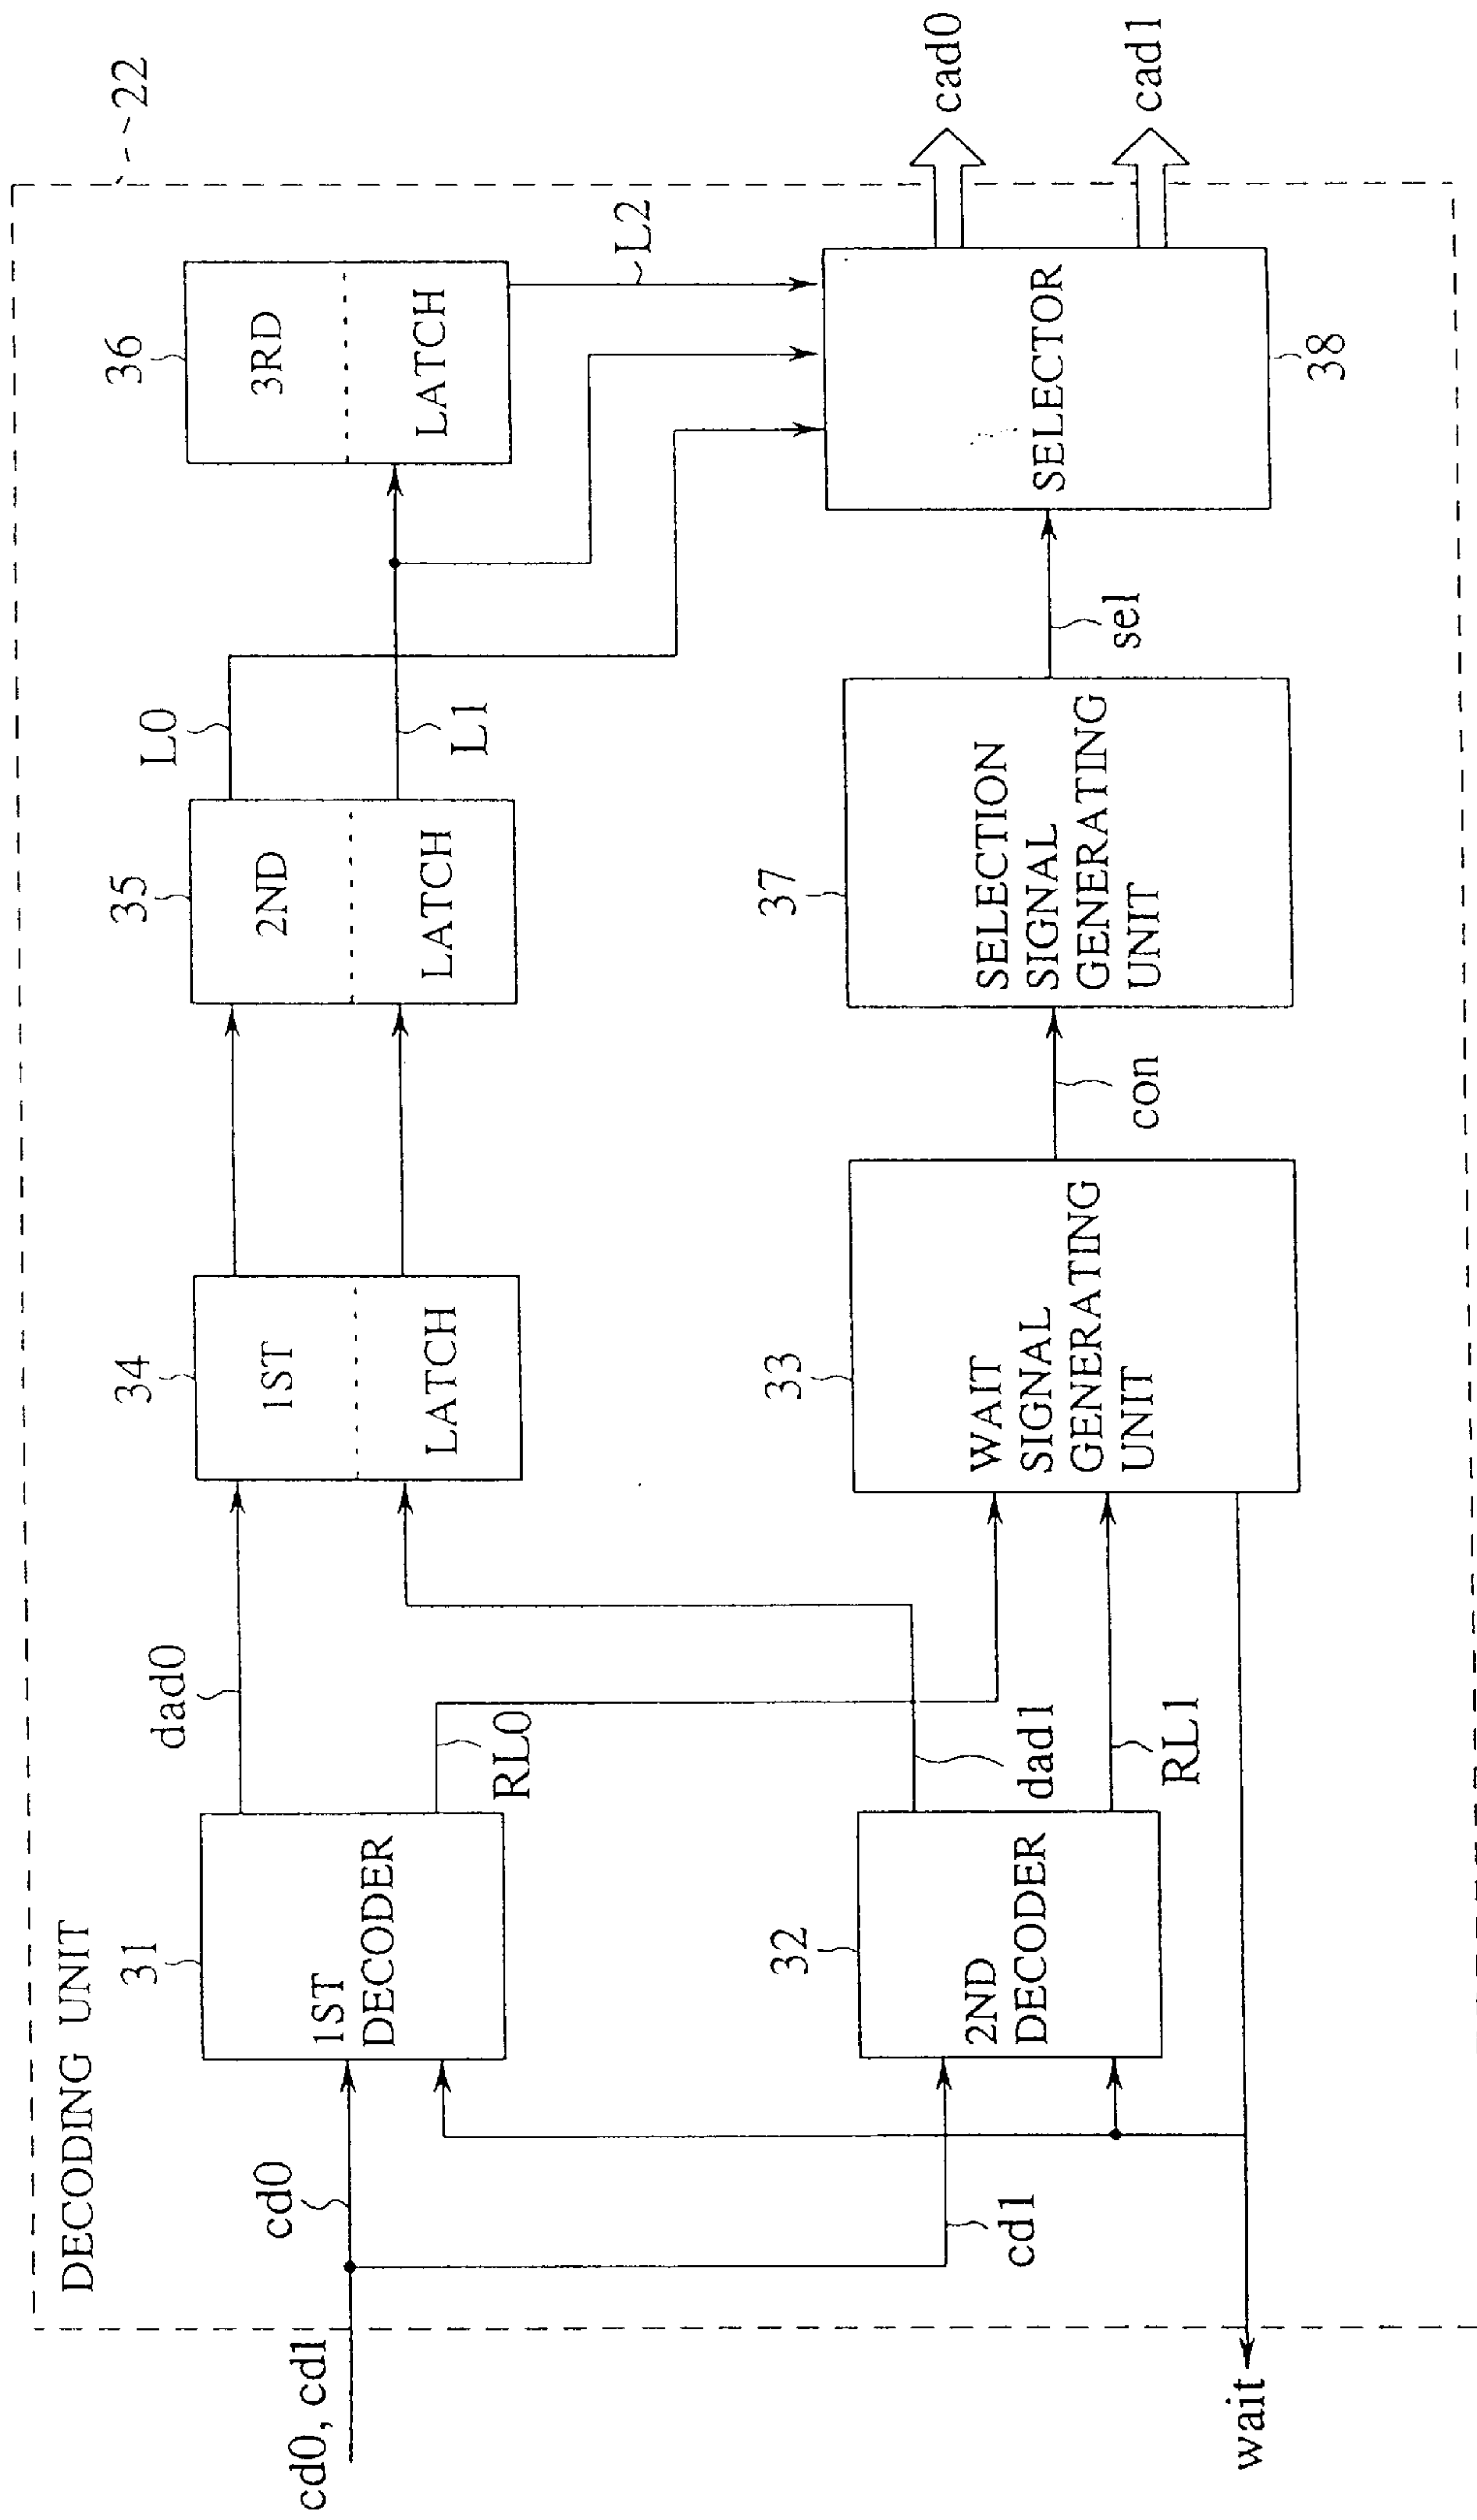 DECODING UNIT
22
cd0, cd1
cd0
cd1
31
1ST
DECODER
dad0
RL0
34
1ST
LATCH
35
2ND
LATCH
L0
L1
36
3RD
LATCH
L2
32
2ND
DECODER
dad1
RL1
33
WAIT
SIGNAL
GENERATING
UNIT
con
37
SELECTION
SIGNAL
GENERATING
UNIT
sel
SELECTOR
38
cad0
cad1
wait